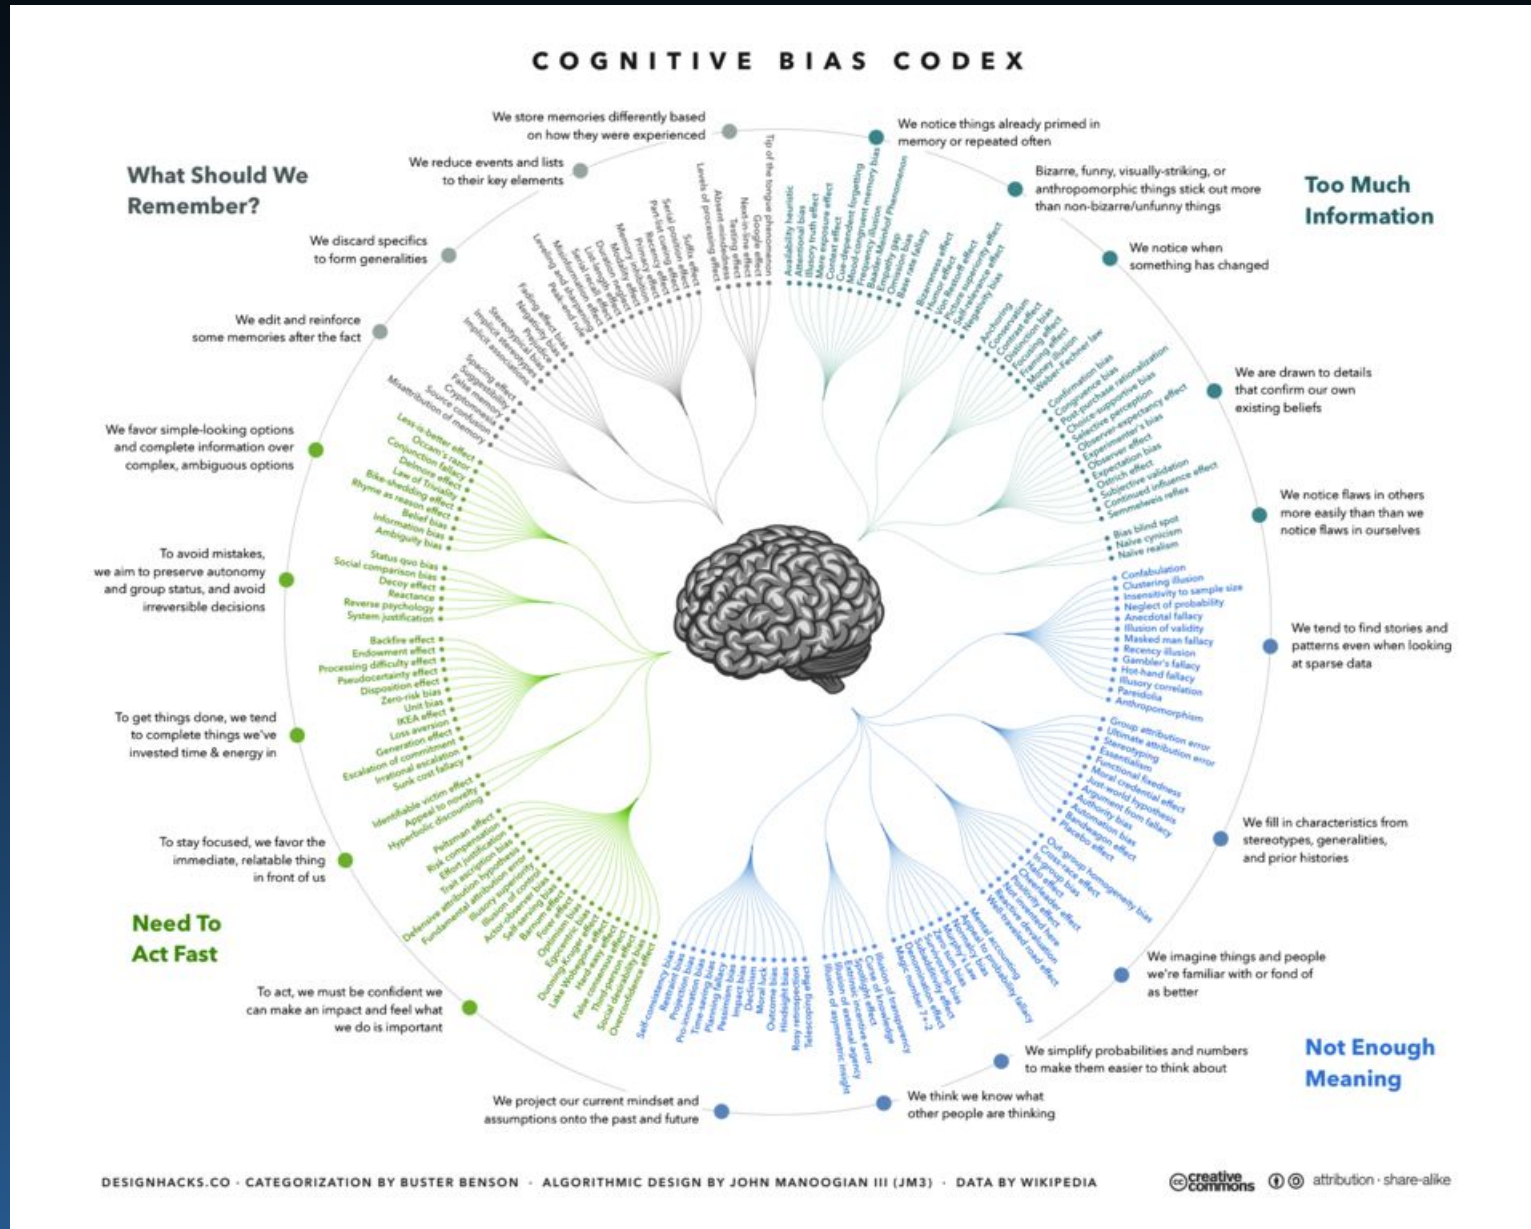 COGNITIVE BIAS CODEX
What Should We
Remember?
We store memories differently based
on how they were experienced
We reduce events and lists
to their key elements
We discard specifics
to form generalities
We edit and reinforce
some memories after the fact
Tip of the tongue phenomenon
Google effect
Next-in-line effect
Testing effect
Absent-mindedness
Levels of processing effect
Suffix effect
Serial position effect
Part-list cueing effect
Recency effect
Primacy effect
Memory inhibition
Modality effect
Duration neglect
List-length effect
Serial recall effect
Misinformation effect
Leveling and sharpening
Peak-end rule
Fading affect bias
Negativity bias
Prejudice
Stereotypical bias
Implicit stereotypes
Implicit associations
Spacing effect
Suggestibility
False memory
Cryptomnesia
Source confusion
Misattribution of memory
Too Much
Information
We notice things already primed in
memory or repeated often
Bizarre, funny, visually-striking, or
anthropomorphic things stick out more
than non-bizarre/unfunny things
We notice when
something has changed
We are drawn to details
that confirm our own
existing beliefs
We notice flaws in others
more easily than than we
notice flaws in ourselves
Availability heuristic
Attentional bias
Illusory truth effect
Mere exposure effect
Context effect
Cue-dependent forgetting
Mood-congruent memory bias
Frequency illusion
Baader-Meinhof Phenomenon
Empathy gap
Omission bias
Base rate fallacy
Bizarreness effect
Humor effect
Von Restorff effect
Picture superiority effect
Self-relevance effect
Negativity bias
Anchoring
Conservatism
Contrast effect
Distinction bias
Focusing effect
Framing effect
Money illusion
Weber-Fechner law
Confirmation bias
Congruence bias
Post-purchase rationalization
Choice-supportive bias
Selective perception
Observer-expectancy effect
Experimenter's bias
Observer effect
Expectation bias
Ostrich effect
Subjective validation
Continued influence effect
Semmelweis reflex
Bias blind spot
Naïve cynicism
Naïve realism
We tend to find stories and
patterns even when looking
at sparse data
We fill in characteristics from
stereotypes, generalities,
and prior histories
We imagine things and people
we're familiar with or fond of
as better
We simplify probabilities and numbers
to make them easier to think about
We think we know what
other people are thinking
We project our current mindset and
assumptions onto the past and future
Not Enough
Meaning
Confabulation
Clustering illusion
Insensitivity to sample size
Neglect of probability
Anecdotal fallacy
Illusion of validity
Masked man fallacy
Recency illusion
Gambler's fallacy
Hot-hand fallacy
Illusory correlation
Pareidolia
Anthropomorphism
Group attribution error
Ultimate attribution error
Stereotyping
Essentialism
Functional fixedness
Moral credential effect
Just-world hypothesis
Argument from fallacy
Authority bias
Automation bias
Bandwagon effect
Placebo effect
Out-group homogeneity bias
Cross-race effect
In-group bias
Halo effect
Cheerleader effect
Positivity effect
Not invented here
Reactive devaluation
Well-traveled road effect
Mental accounting
Appeal to probability fallacy
Normalcy bias
Murphy's Law
Zero sum bias
Survivorship bias
Subadditivity effect
Denomination effect
Magic number 7+-2
Illusion of transparency
Curse of knowledge
Spotlight effect
Extrinsic incentive error
Illusion of external agency
Illusion of asymmetric insight
Telescoping effect
Rosy retrospection
Hindsight bias
Outcome bias
Moral luck
Declinism
Impact bias
Pessimism bias
Planning fallacy
Time-saving bias
Pro-innovation bias
Projection bias
Restraint bias
Self-consistency bias
We favor simple-looking options
and complete information over
complex, ambiguous options
To avoid mistakes,
we aim to preserve autonomy
and group status, and avoid
irreversible decisions
To get things done, we tend
to complete things we've
invested time & energy in
To stay focused, we favor the
immediate, relatable thing
in front of us
Need To
Act Fast
To act, we must be confident we
can make an impact and feel what
we do is important
Less-is-better effect
Occam's razor
Conjunction fallacy
Delmore effect
Law of Triviality
Bike-shedding effect
Rhyme as reason effect
Belief bias
Information bias
Ambiguity bias
Status quo bias
Social comparison bias
Decoy effect
Reactance
Reverse psychology
System justification
Backfire effect
Endowment effect
Processing difficulty effect
Pseudocertainty effect
Disposition effect
Zero-risk bias
Unit bias
IKEA effect
Loss aversion
Generation effect
Escalation of commitment
Irrational escalation
Sunk cost fallacy
Identifiable victim effect
Appeal to novelty
Hyperbolic discounting
Peltzman effect
Risk compensation
Effort justification
Trait ascription bias
Defensive attribution hypothesis
Fundamental attribution error
Illusory superiority
Illusion of control
Actor-observer bias
Self-serving bias
Barnum effect
Forer effect
Optimism bias
Egocentric bias
Dunning-Kruger effect
Lake Wobegone effect
Hard-easy effect
False consensus effect
Third-person effect
Social desirability bias
Overconfidence effect
DESIGNHACKS.CO · CATEGORIZATION BY BUSTER BENSON · ALGORITHMIC DESIGN BY JOHN MANOOGIAN III (JM3) · DATA BY WIKIPEDIA
cc creative commons attribution · share-alike